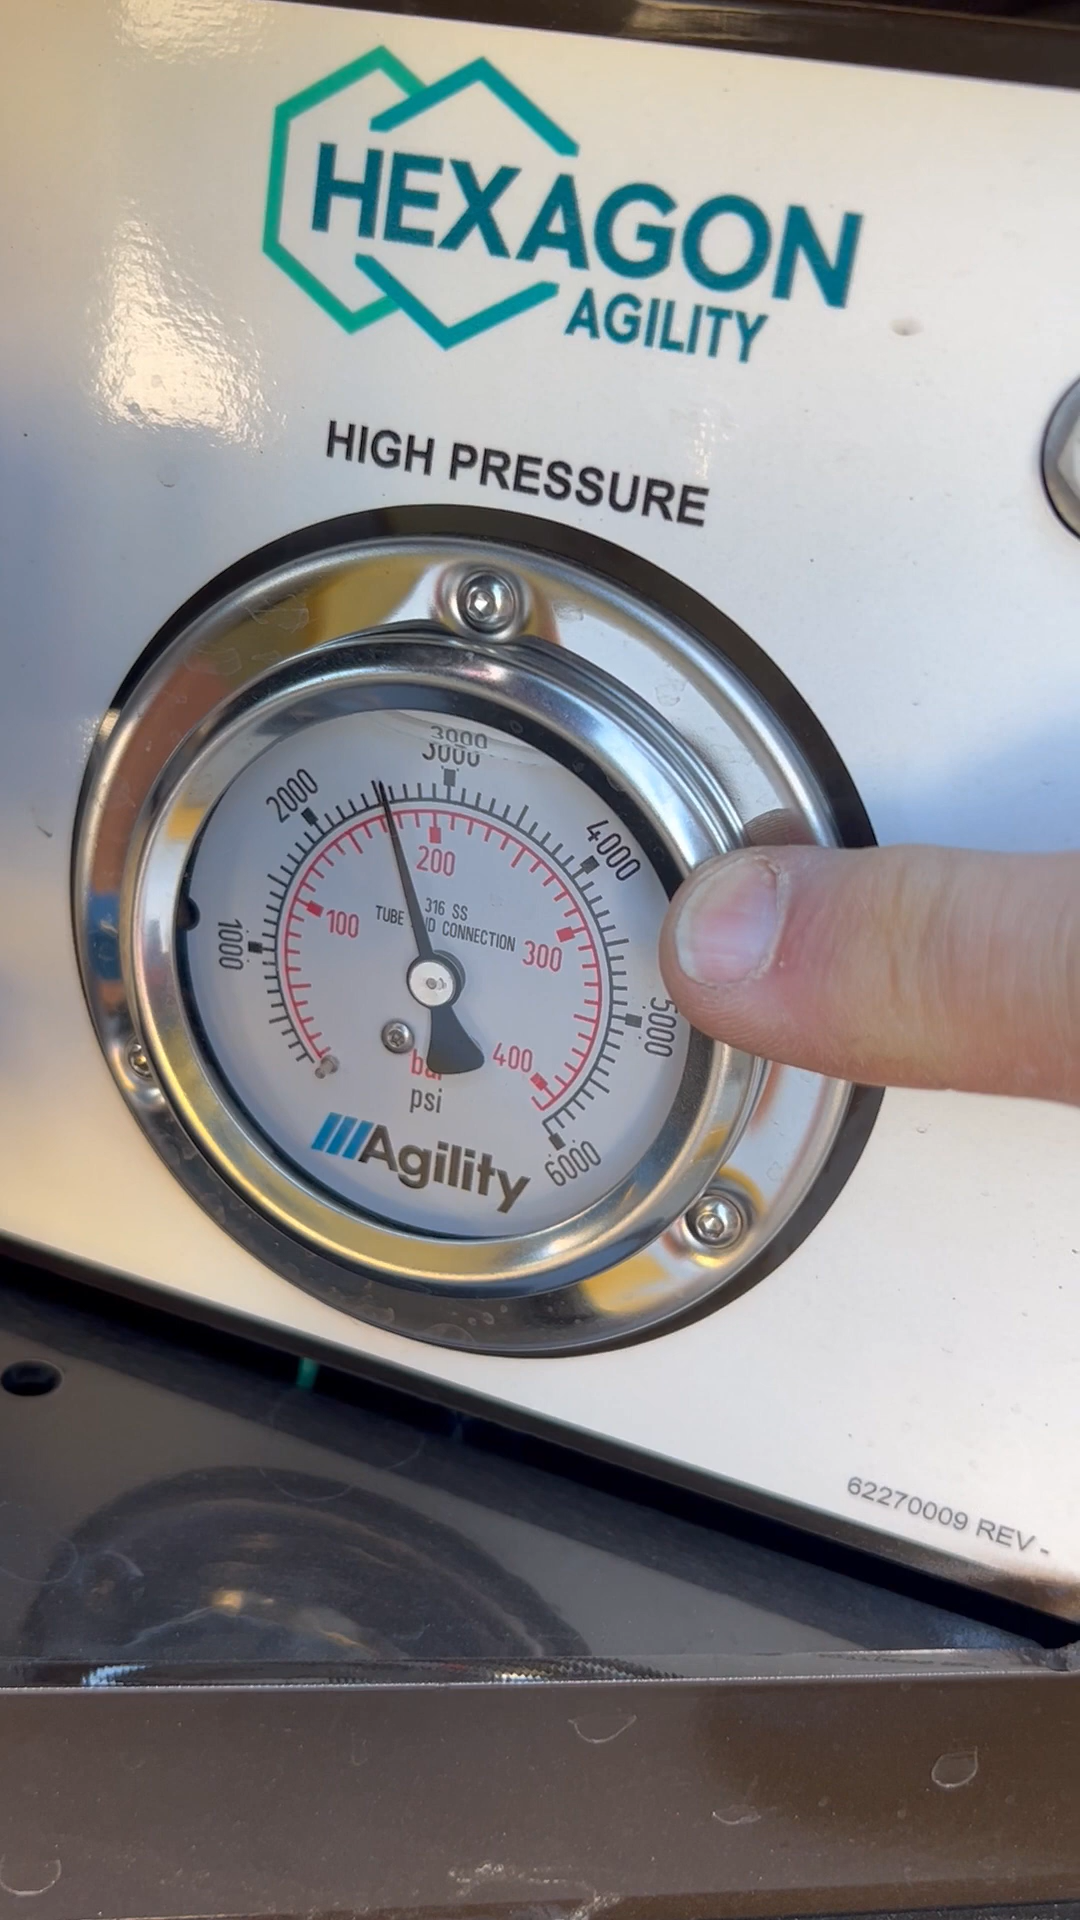 HEXAGON
AGILITY
HIGH PRESSURE
3000
3000
2000
4000
200
316 SS
100
TUBE CONNECTION
1000
300
5000
400
bar
psi
Agility
6000
62270009 REV -